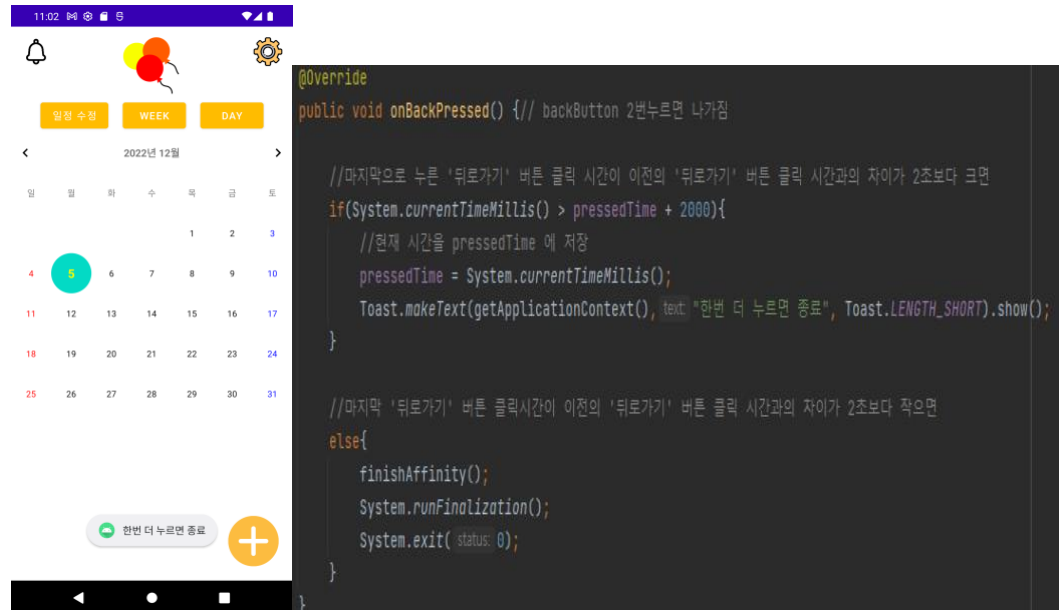 11:02
일정 수정 WEEK DAY
2022년 12월
일 월 화 수 목 금 토
1 2 3
4 5 6 7 8 9 10
11 12 13 14 15 16 17
18 19 20 21 22 23 24
25 26 27 28 29 30 31
한번 더 누르면 종료
@Override
public void onBackPressed() {// backButton 2번누르면 나가짐
//마지막으로 누른 '뒤로가기' 버튼 클릭 시간이 이전의 '뒤로가기' 버튼 클릭 시간과의 차이가 2초보다 크면
if(System.currentTimeMillis() > pressedTime + 2000){
//현재 시간을 pressedTime 에 저장
pressedTime = System.currentTimeMillis();
Toast.makeText(getApplicationContext(), text: "한번 더 누르면 종료", Toast.LENGTH_SHORT).show();
}
//마지막 '뒤로가기' 버튼 클릭시간이 이전의 '뒤로가기' 버튼 클릭 시간과의 차이가 2초보다 작으면
else{
finishAffinity();
System.runFinalization();
System.exit( status: 0);
}
}